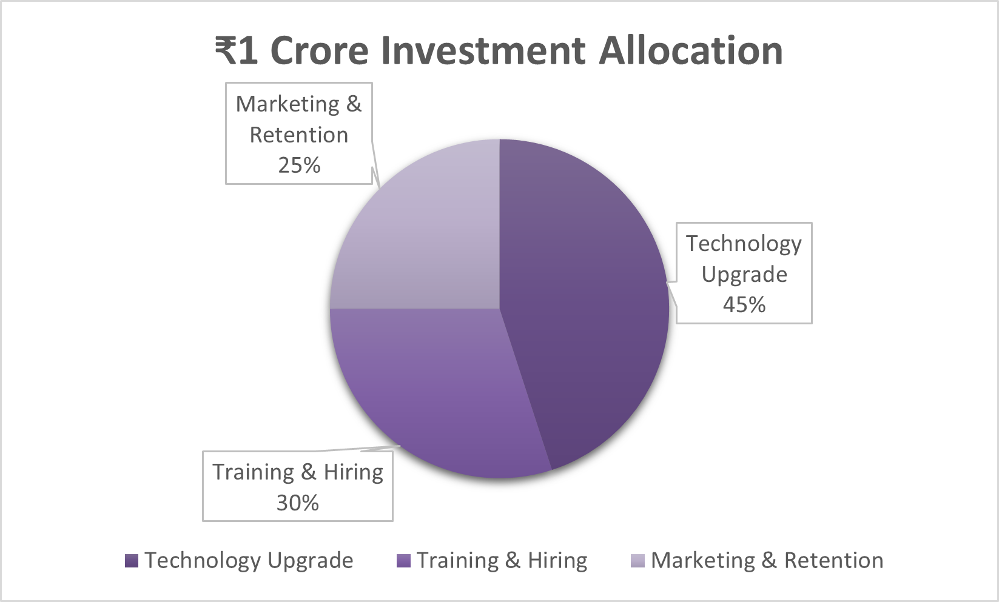 ₹1 Crore Investment Allocation
Marketing &
Retention
25%
Technology
Upgrade
45%
Training & Hiring
30%
Technology Upgrade
Training & Hiring
Marketing & Retention